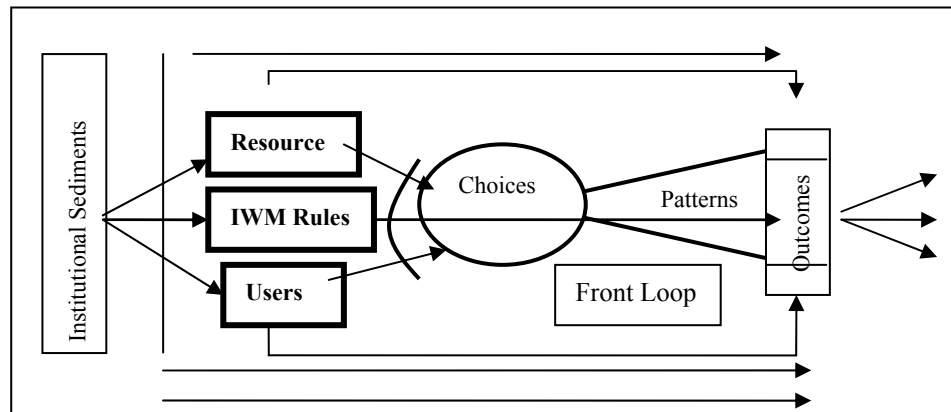 Institutional Sediments
Resource
IWM Rules
Users
Choices
Patterns
Front Loop
Outcomes